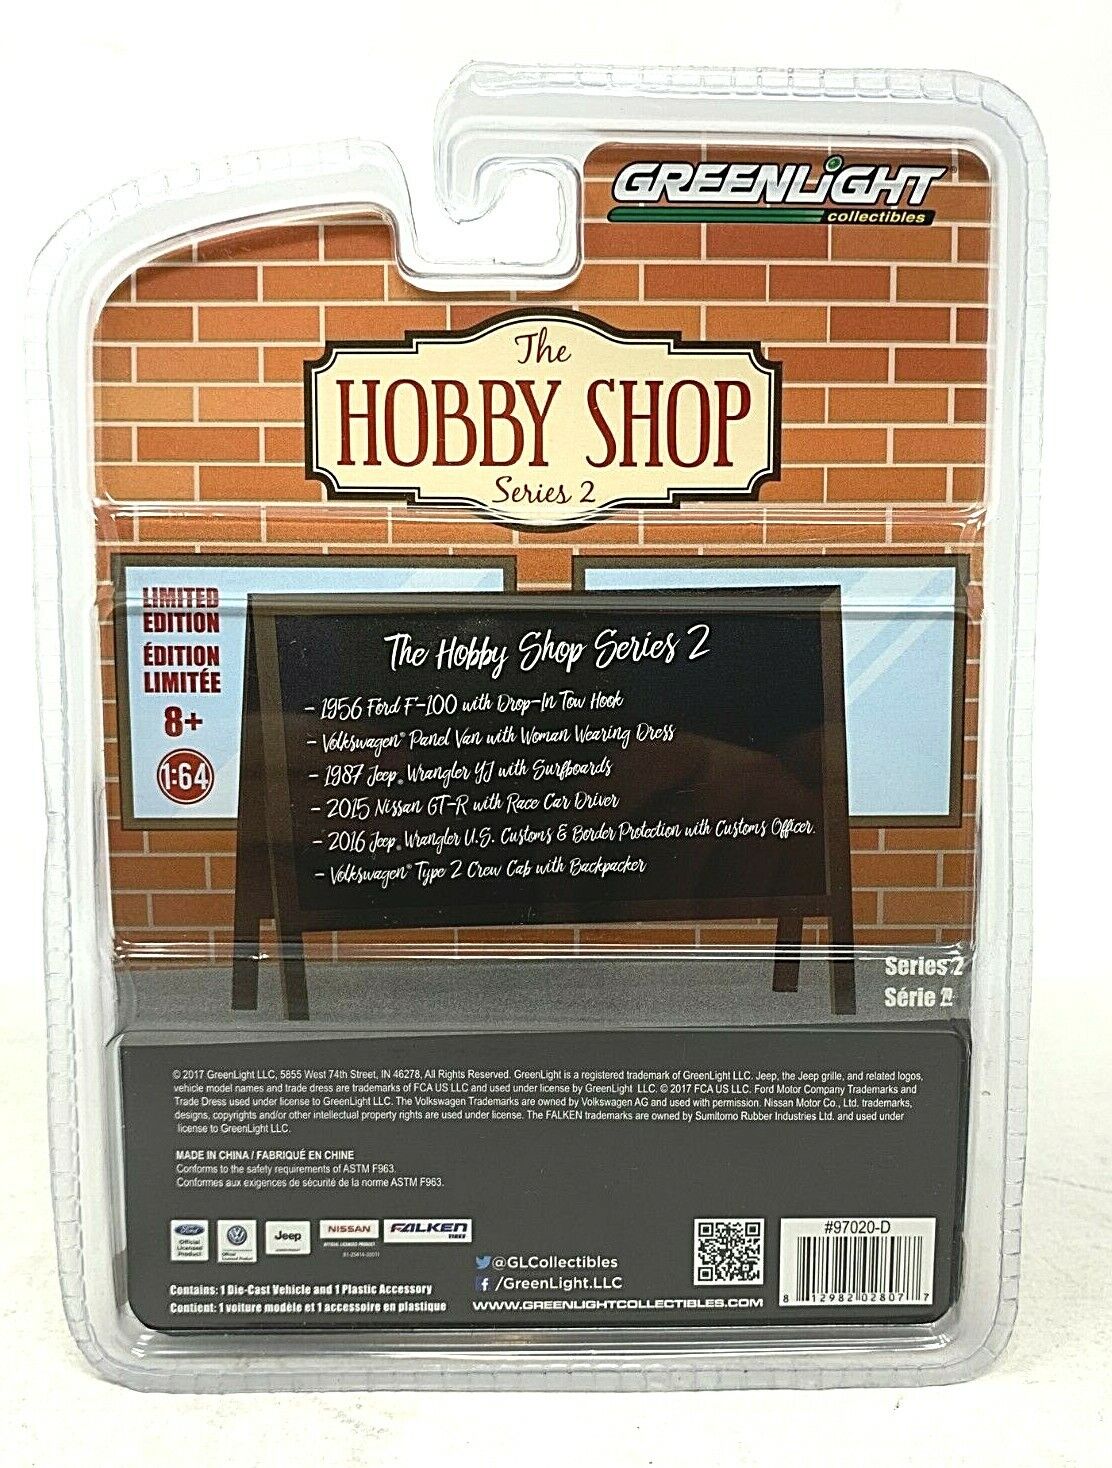 GREENLiGHT
collectibles
The
HOBBY SHOP
Series 2
LIMITED
EDITION
ÉDITION
LIMITÉE
8+
1:64
The Hobby Shop Series 2
- 1956 Ford F-100 with Drop-In Tow Hook
- Volkswagen® Panel Van with Woman Wearing Dress
- 1987 Jeep® Wrangler YJ with Surfboards
- 2015 Nissan GT-R with Race Car Driver
- 2016 Jeep® Wrangler U.S. Customs & Border Protection with Customs Officer
- Volkswagen® Type 2 Crew Cab with Backpacker
Series 2
Série 2
© 2017 GreenLight LLC, 5855 West 74th Street, IN 46278, All Rights Reserved. GreenLight is a registered trademark of GreenLight LLC. Jeep, the Jeep grille, and related logos,
vehicle model names and trade dress are trademarks of FCA US LLC and used under license by GreenLight LLC. © 2017 FCA US LLC. Ford Motor Company Trademarks and
Trade Dress used under license to GreenLight LLC. The Volkswagen Trademarks are owned by Volkswagen AG and used with permission. Nissan Motor Co., Ltd. trademarks,
designs, copyrights and/or other intellectual property rights are used under license. The FALKEN trademarks are owned by Sumitomo Rubber Industries Ltd. and used under
license to GreenLight LLC.
MADE IN CHINA / FABRIQUÉ EN CHINE
Conforms to the safety requirements of ASTM F963.
Conformes aux exigences de sécurité de la norme ASTM F963.
Ford
Official
Licensed
Product
Jeep
NISSAN
FALKEN
TIRES
@GLCollectibles
/GreenLight.LLC
WWW.GREENLIGHTCOLLECTIBLES.COM
Contains: 1 Die-Cast Vehicle and 1 Plastic Accessory
Contient: 1 voiture modèle et 1 accessoire en plastique
#97020-D
8 12982 02807 7